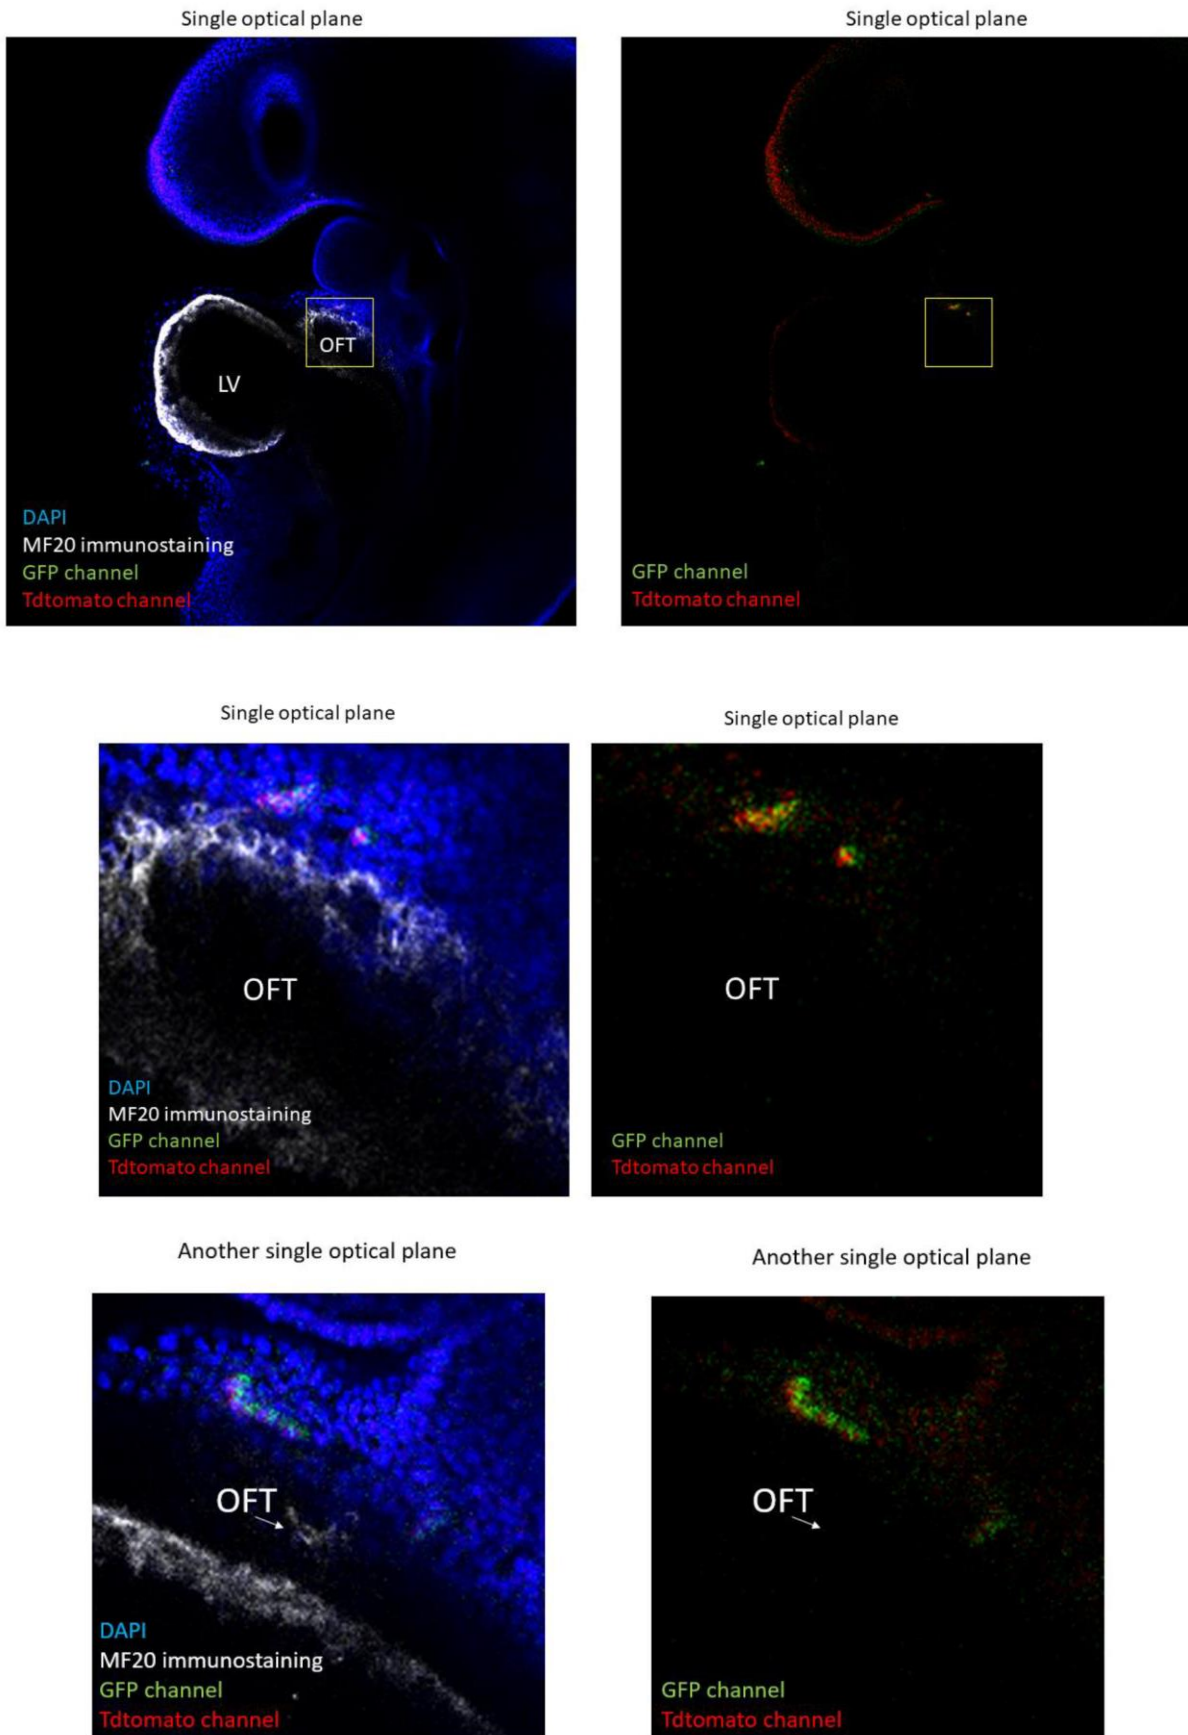 Single optical plane
Single optical plane
OFT
LV
DAPI
MF20 immunostaining
GFP channel
Tdtomato channel
GFP channel
Tdtomato channel
Single optical plane
Single optical plane
OFT
OFT
DAPI
MF20 immunostaining
GFP channel
Tdtomato channel
GFP channel
Tdtomato channel
Another single optical plane
Another single optical plane
OFT
OFT
DAPI
MF20 immunostaining
GFP channel
Tdtomato channel
GFP channel
Tdtomato channel